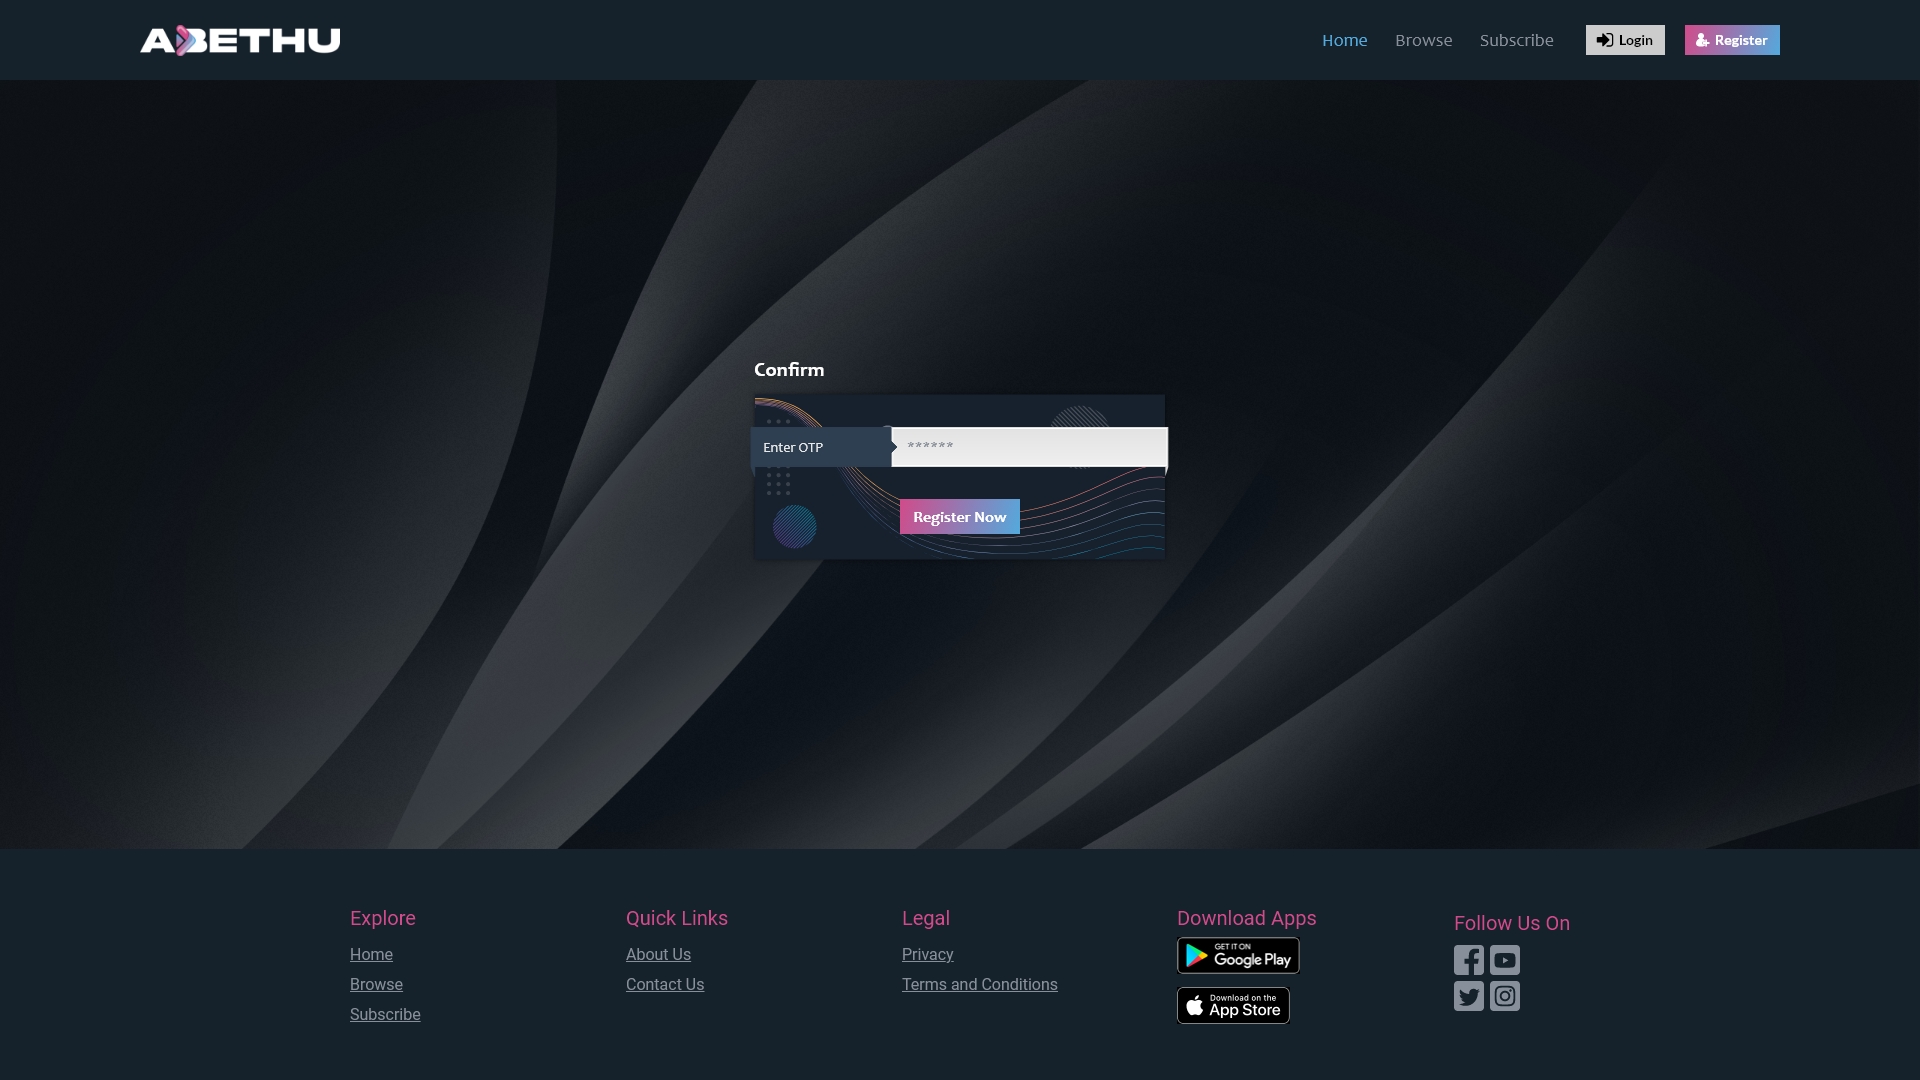 ABETHU
Home
Browse
Subscribe
Login
Register
Confirm
Enter OTP
******
Register Now
Explore
Home
Browse
Subscribe
Quick Links
About Us
Contact Us
Legal
Privacy
Terms and Conditions
Download Apps
GET IT ON
Google Play
Download on the
App Store
Follow Us On